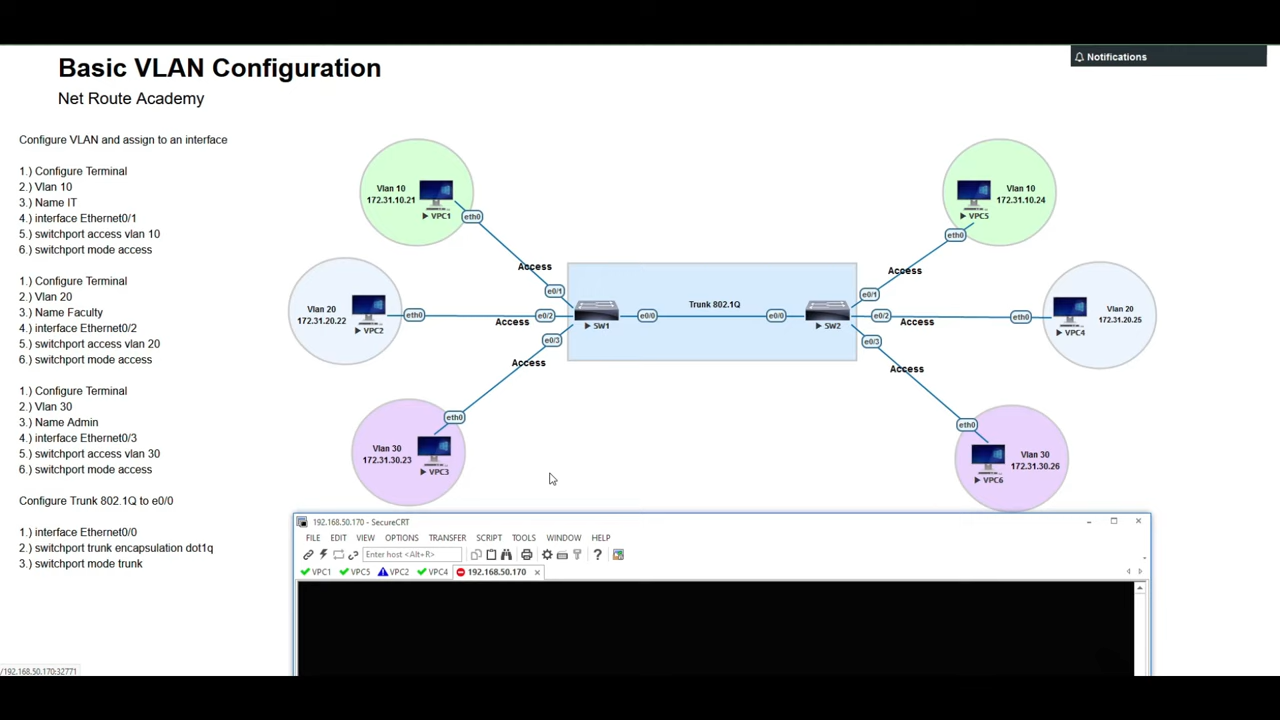 Basic VLAN Configuration
Net Route Academy
Notifications
Configure VLAN and assign to an interface
1.) Configure Terminal
2.) Vlan 10
3.) Name IT
4.) interface Ethernet0/1
5.) switchport access vlan 10
6.) switchport mode access
1.) Configure Terminal
2.) Vlan 20
3.) Name Faculty
4.) interface Ethernet0/2
5.) switchport access vlan 20
6.) switchport mode access
1.) Configure Terminal
2.) Vlan 30
3.) Name Admin
4.) interface Ethernet0/3
5.) switchport access vlan 30
6.) switchport mode access
Configure Trunk 802.1Q to e0/0
1.) interface Ethernet0/0
2.) switchport trunk encapsulation dot1q
3.) switchport mode trunk
Vlan 10
172.31.10.21
VPC1
eth0
Access
e0/1
Vlan 20
172.31.20.22
VPC2
eth0
Access
e0/2
Vlan 30
172.31.30.23
VPC3
eth0
Access
e0/3
SW1
e0/0
Trunk 802.1Q
e0/0
SW2
Vlan 10
172.31.10.24
VPC5
eth0
Access
e0/1
Vlan 20
172.31.20.25
VPC4
eth0
Access
e0/2
Vlan 30
172.31.30.26
VPC6
eth0
Access
e0/3
192.168.50.170 - SecureCRT
FILE EDIT VIEW OPTIONS TRANSFER SCRIPT TOOLS WINDOW HELP
Enter host <Alt+R>
VPC1 VPC5 VPC2 VPC4 192.168.50.170
/192.168.50.170:32771